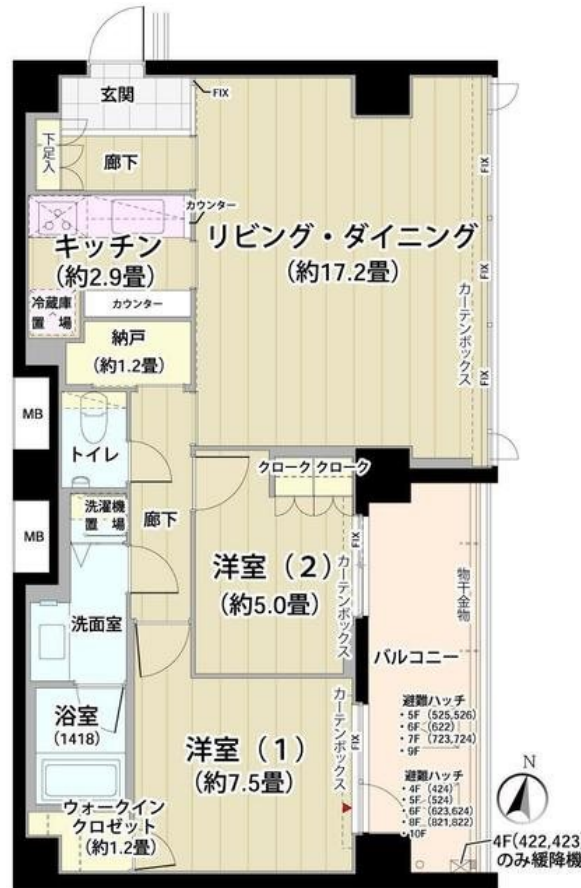 玄関
FIX
下足入
廊下
カウンター
キッチン
(約2.9畳)
リビング・ダイニング
(約17.2畳)
FIX
FIX
FIX
カーテンボックス
冷蔵庫
置場
カウンター
納戸
(約1.2畳)
MB
トイレ
クローク
クローク
洗濯機
置場
MB
廊下
洋室(2)
(約5.0畳)
FIX
カーテンボックス
物干金物
洗面室
バルコニー
浴室
(1418)
洋室(1)
(約7.5畳)
カーテンボックス
FIX
避難ハッチ
・5F(525,526)
・6F(622)
・7F(723,724)
・9F
避難ハッチ
・4F(424)
・5F(524)
・6F(623,624)
・8F(821,822)
・10F
N
ウォークイン
クロゼット
(約1.2畳)
4F(422,423)
のみ緩降機